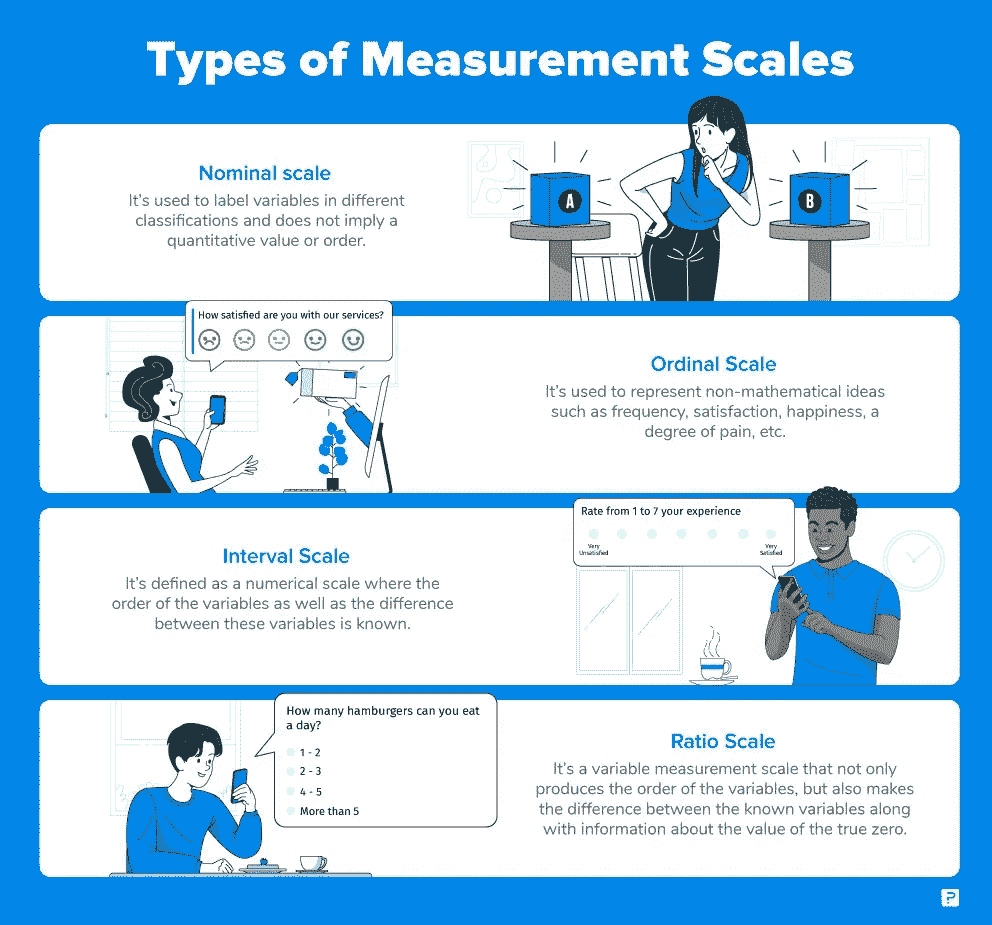 Types of Measurement Scales
Nominal scale
It's used to label variables in different
classifications and does not imply a
quantitative value or order.
A
B
How satisfied are you with our services?
Ordinal Scale
It's used to represent non-mathematical ideas
such as frequency, satisfaction, happiness, a
degree of pain, etc.
Interval Scale
It's defined as a numerical scale where the
order of the variables as well as the difference
between these variables is known.
Rate from 1 to 7 your experience
Very
Unsatisfied
Very
Satisfied
How many hamburgers can you eat
a day?
1 - 2
2 - 3
4 - 5
More than 5
Ratio Scale
It's a variable measurement scale that not only
produces the order of the variables, but also makes
the difference between the known variables along
with information about the value of the true zero.